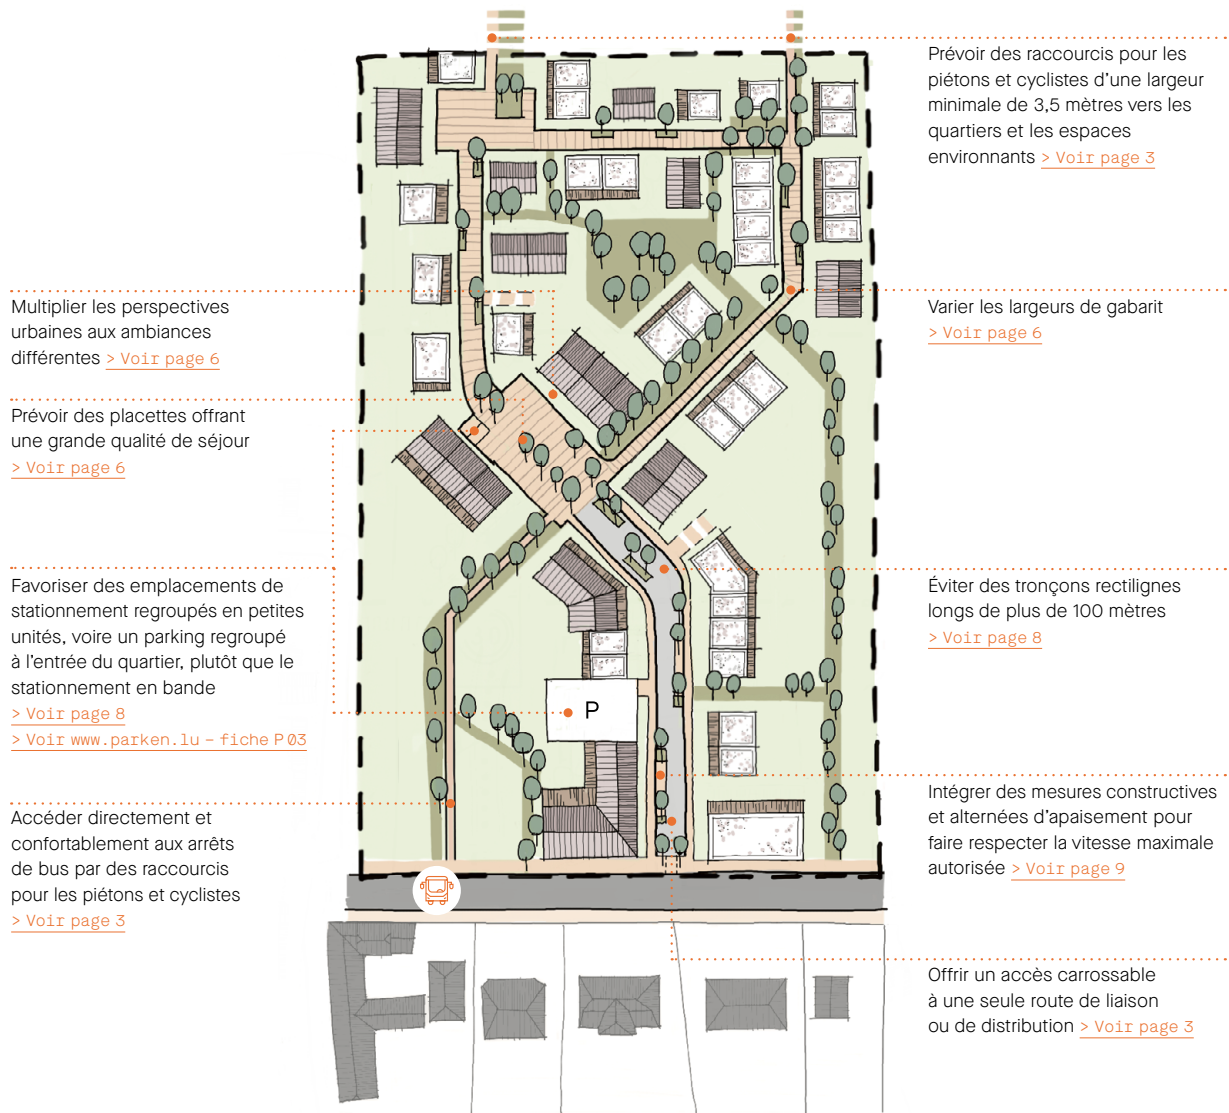 Prévoir des raccourcis pour les
piétons et cyclistes d’une largeur
minimale de 3,5 mètres vers les
quartiers et les espaces
environnants > Voir page 3
Multiplier les perspectives
urbaines aux ambiances
différentes > Voir page 6
Varier les largeurs de gabarit
> Voir page 6
Prévoir des placettes offrant
une grande qualité de séjour
> Voir page 6
Favoriser des emplacements de
stationnement regroupés en petites
unités, voire un parking regroupé
à l’entrée du quartier, plutôt que le
stationnement en bande
> Voir page 8
> Voir www.parken.lu – fiche P03
Éviter des tronçons rectilignes
longs de plus de 100 mètres
> Voir page 8
P
Accéder directement et
confortablement aux arrêts
de bus par des raccourcis
pour les piétons et cyclistes
> Voir page 3
Intégrer des mesures constructives
et alternées d’apaisement pour
faire respecter la vitesse maximale
autorisée > Voir page 9
Offrir un accès carrossable
à une seule route de liaison
ou de distribution > Voir page 3